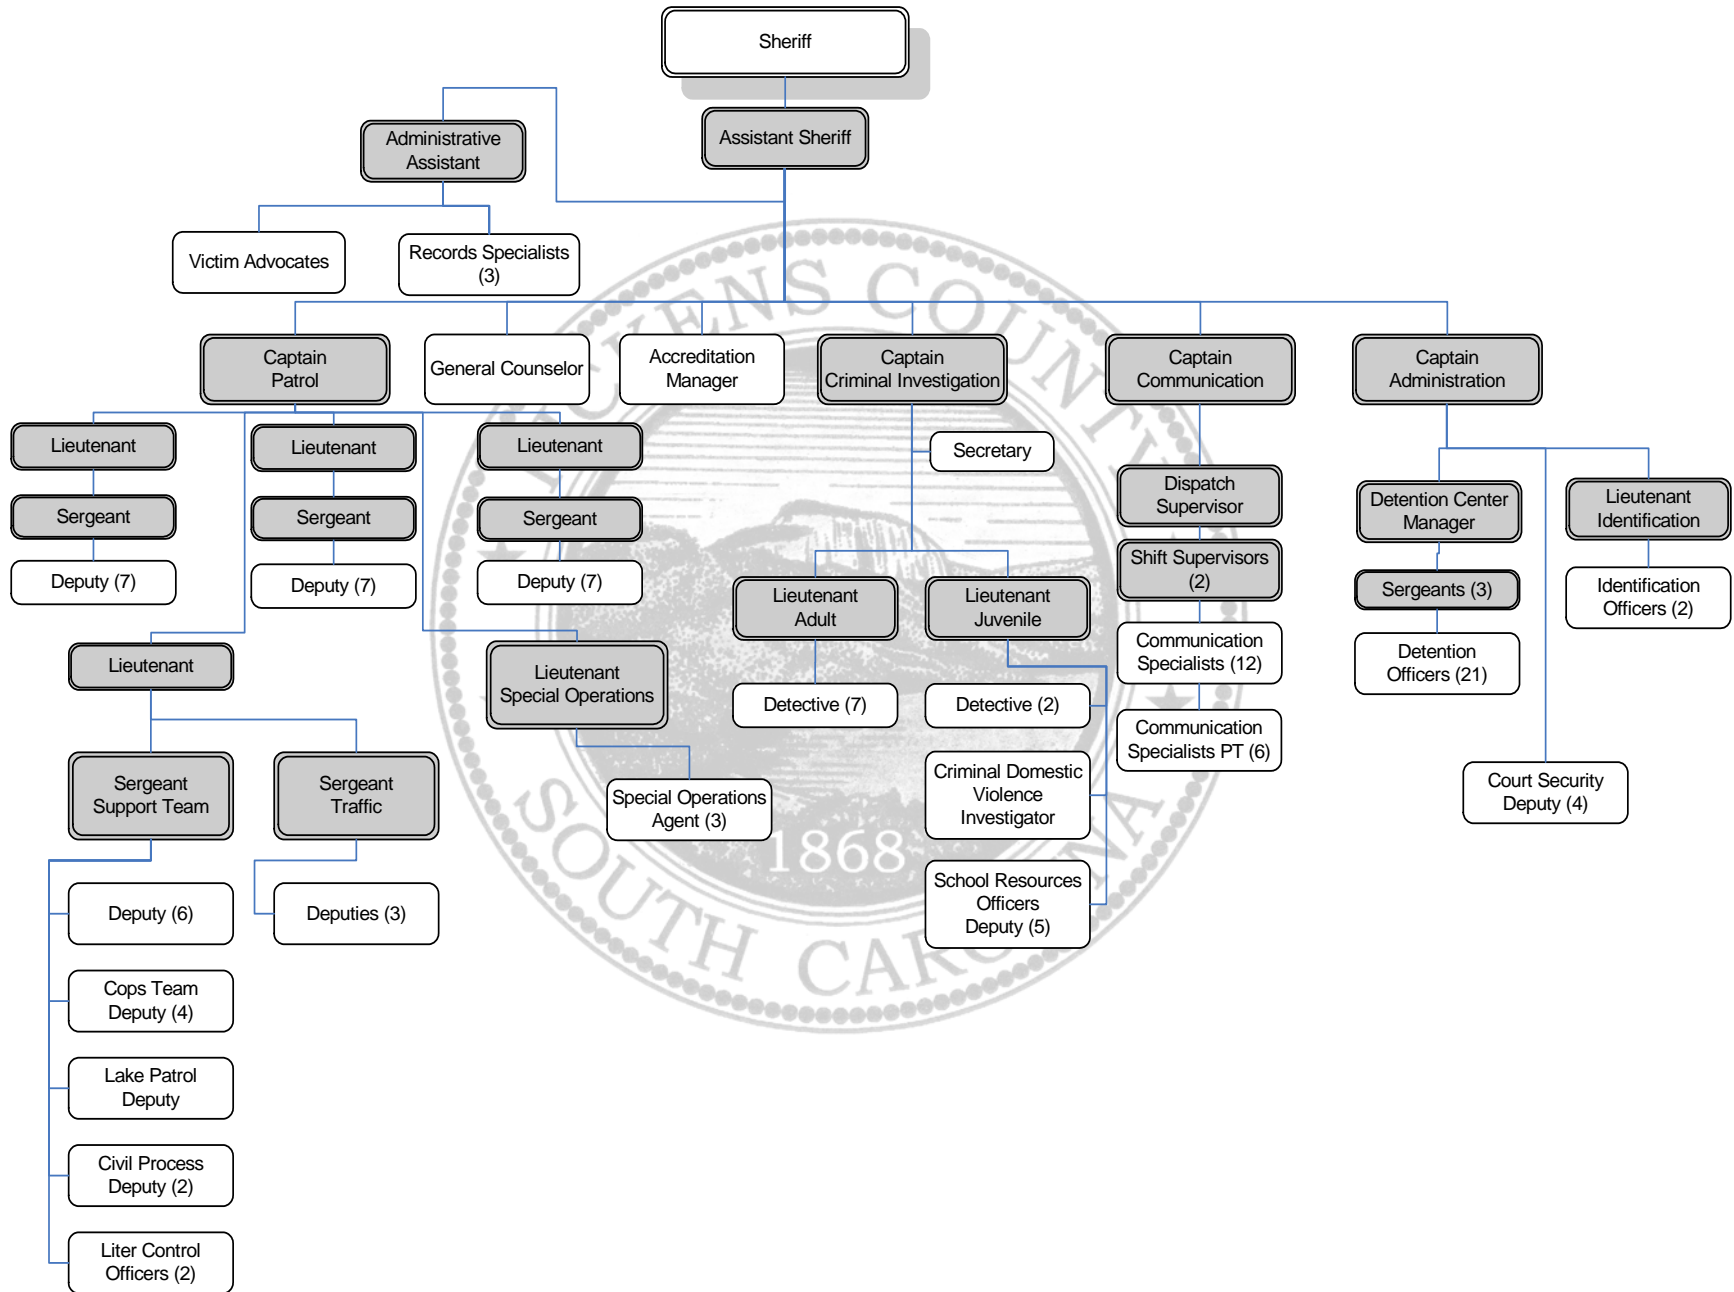 Sheriff
Assistant Sheriff
Administrative
Assistant
Victim Advocates
Records Specialists
(3)
Captain
Patrol
General Counselor
Accreditation
Manager
Captain
Criminal Investigation
Captain
Communication
Captain
Administration
Lieutenant
Sergeant
Deputy (7)
Lieutenant
Sergeant
Deputy (7)
Lieutenant
Sergeant
Deputy (7)
Lieutenant
Sergeant
Support Team
Deputy (6)
Cops Team
Deputy (4)
Lake Patrol
Deputy
Civil Process
Deputy (2)
Liter Control
Officers (2)
Sergeant
Traffic
Deputies (3)
Lieutenant
Special Operations
Special Operations
Agent (3)
Secretary
Lieutenant
Adult
Detective (7)
Lieutenant
Juvenile
Detective (2)
Criminal Domestic
Violence
Investigator
School Resources
Officers
Deputy (5)
Dispatch
Supervisor
Shift Supervisors
(2)
Communication
Specialists (12)
Communication
Specialists PT (6)
Detention Center
Manager
Sergeants (3)
Detention
Officers (21)
Court Security
Deputy (4)
Lieutenant
Identification
Identification
Officers (2)
COUNTY
SOUTH CAROLINA
1868